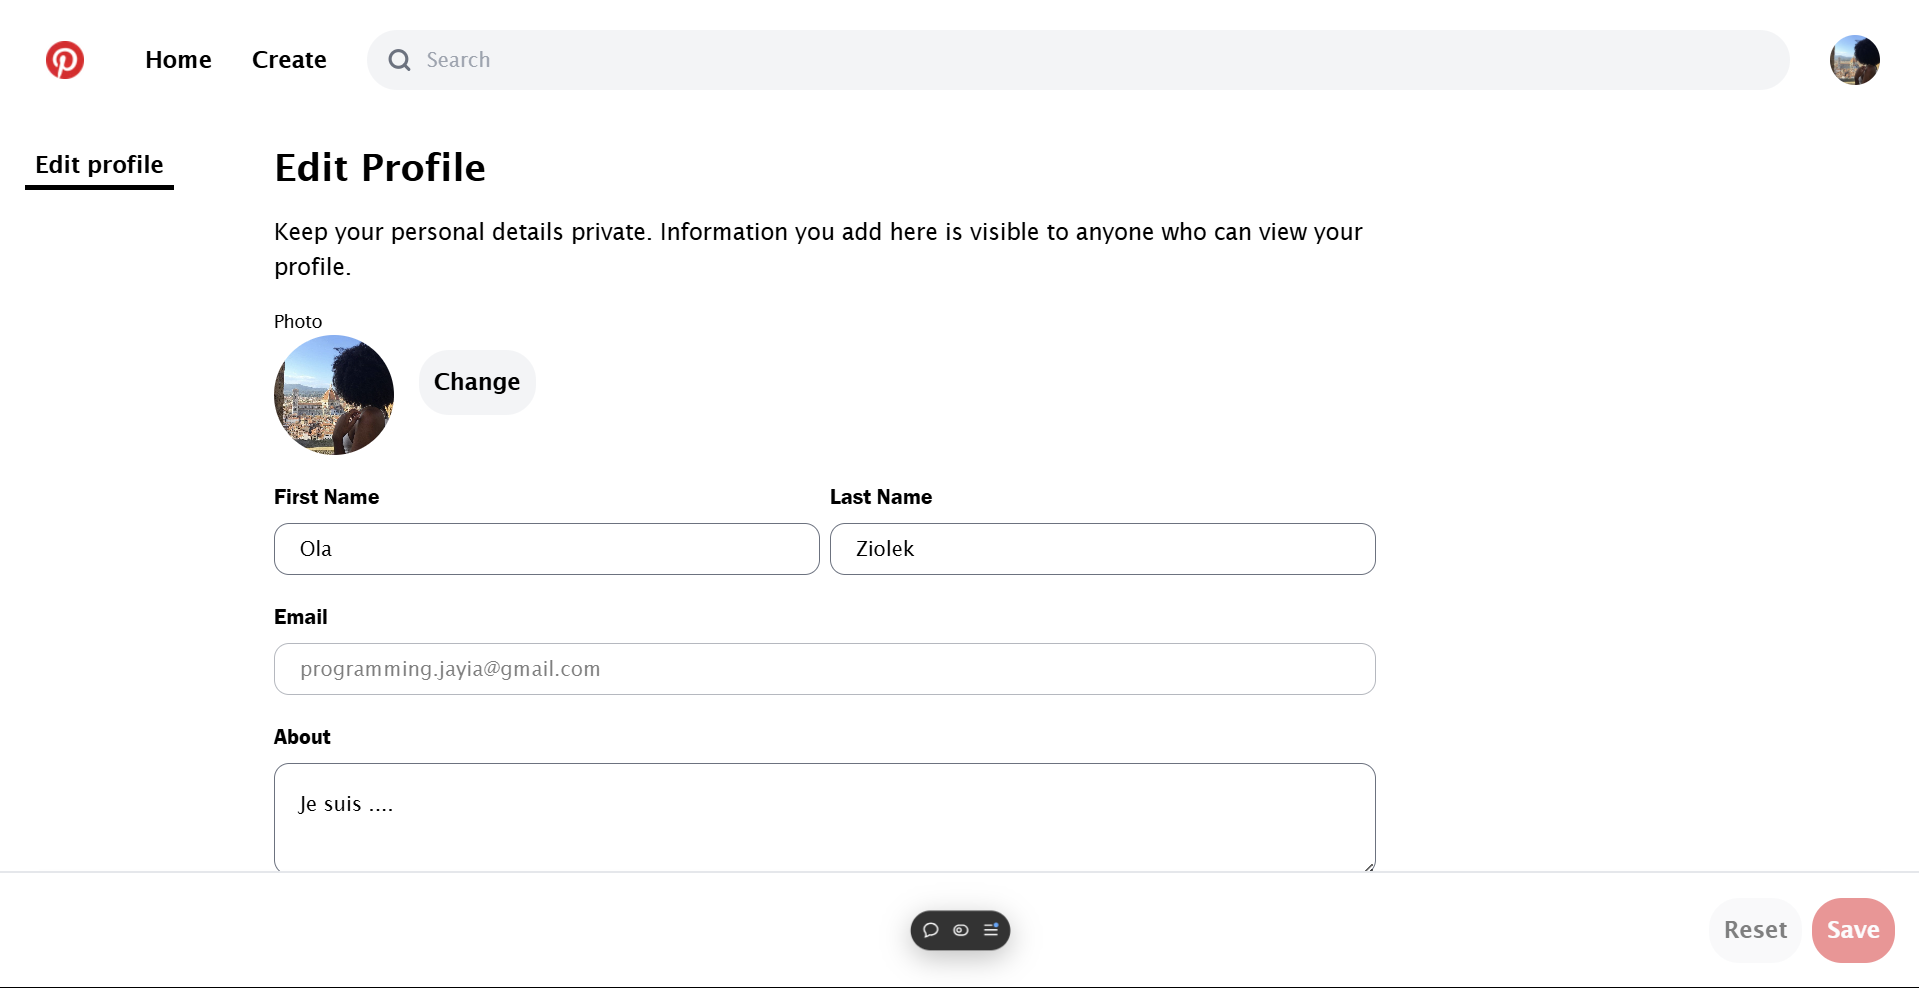 Home
Create
Search
Edit profile
Edit Profile
Keep your personal details private. Information you add here is visible to anyone who can view your
profile.
Photo
Change
First Name
Last Name
Ola
Ziolek
Email
programming.jayia@gmail.com
About
Je suis ....
Reset
Save